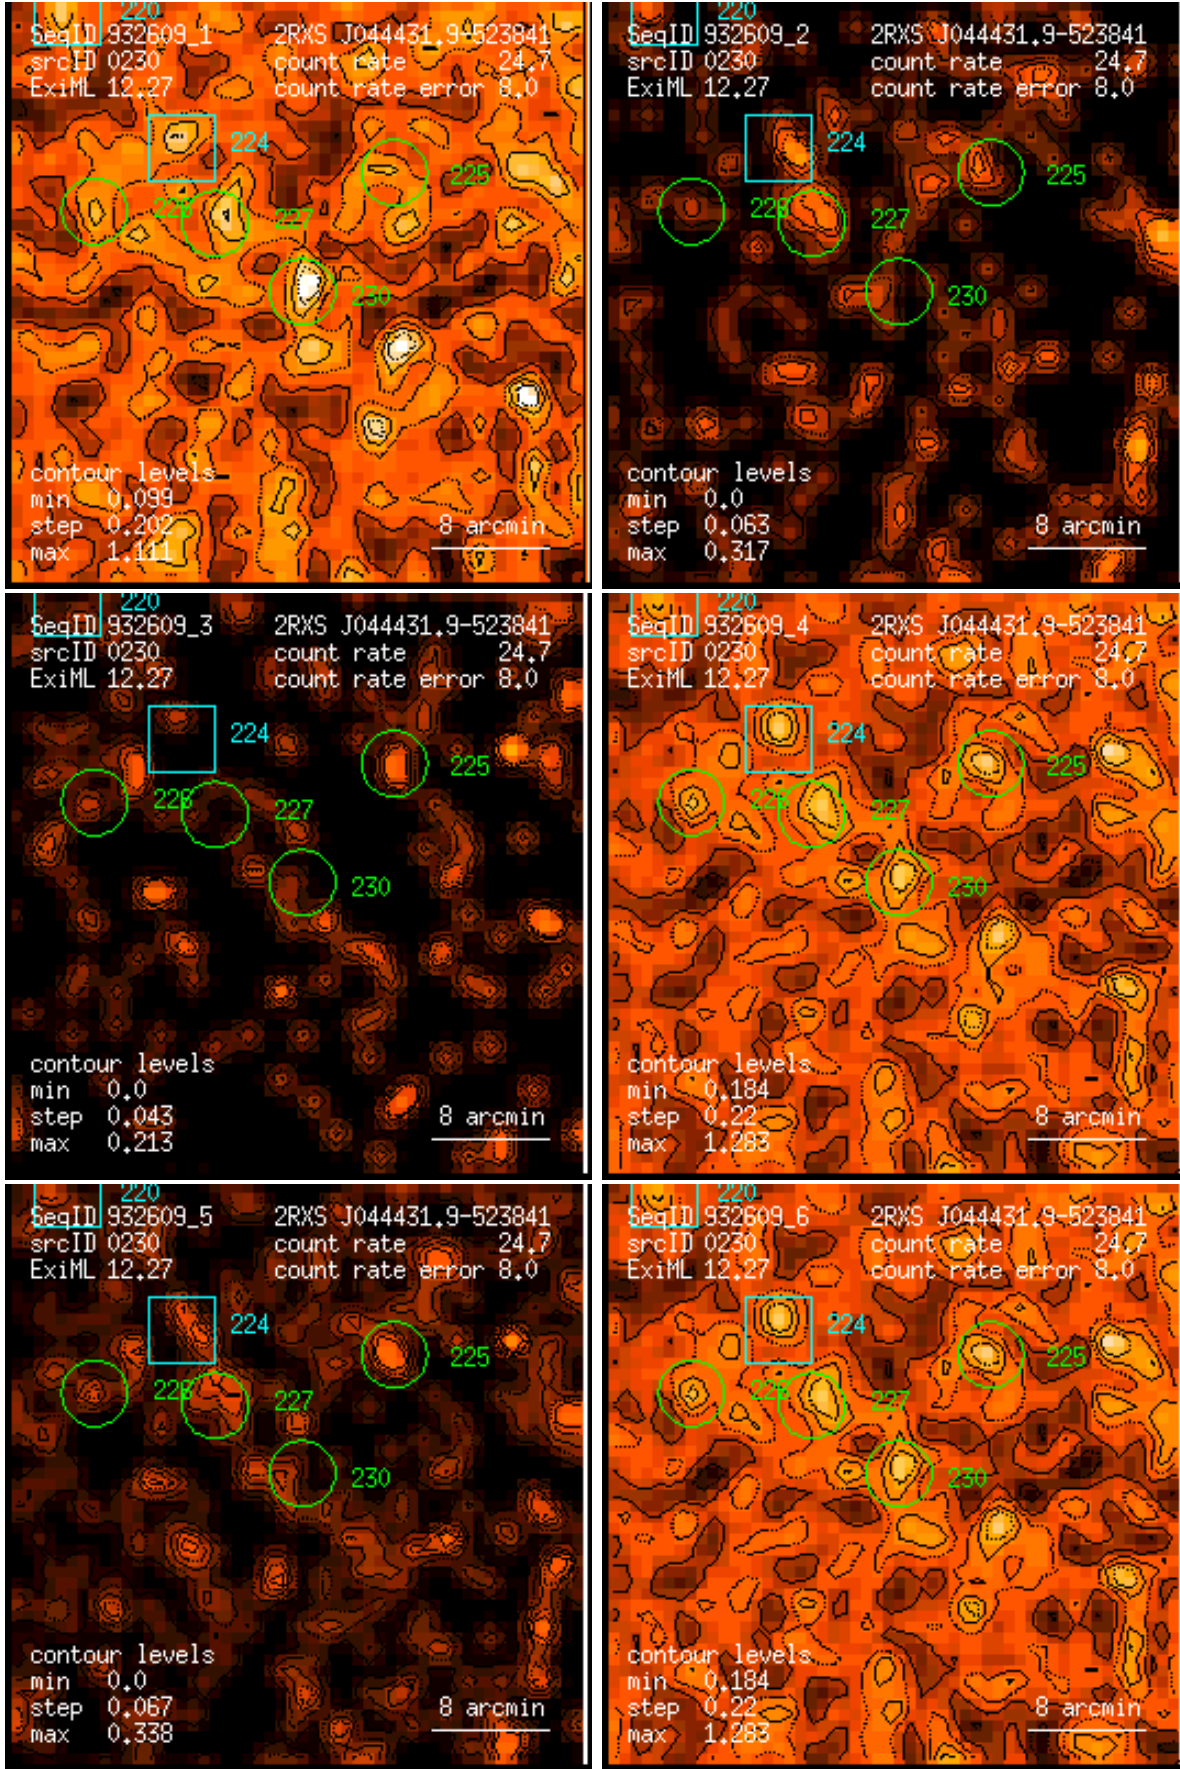 220
SeqID 932609_1 2RXS J044431.9-523841
srcID 0230 count rate 24.7
ExiML 12.27 count rate error 8.0
224
225
226 227
230
contour levels
min 0.099
step 0.202 8 arcmin
max 1.111
220
SeqID 932609_2 2RXS J044431.9-523841
srcID 0230 count rate 24.7
ExiML 12.27 count rate error 8.0
224
225
226 227
230
contour levels
min 0.0
step 0.063 8 arcmin
max 0.317
220
SeqID 932609_3 2RXS J044431.9-523841
srcID 0230 count rate 24.7
ExiML 12.27 count rate error 8.0
224
225
226 227
230
contour levels
min 0.0
step 0.043 8 arcmin
max 0.213
220
SeqID 932609_4 2RXS J044431.9-523841
srcID 0230 count rate 24.7
ExiML 12.27 count rate error 8.0
224
225
226 227
230
contour levels
min 0.184
step 0.22 8 arcmin
max 1.283
220
SeqID 932609_5 2RXS J044431.9-523841
srcID 0230 count rate 24.7
ExiML 12.27 count rate error 8.0
224
225
226 227
230
contour levels
min 0.0
step 0.067 8 arcmin
max 0.338
220
SeqID 932609_6 2RXS J044431.9-523841
srcID 0230 count rate 24.7
ExiML 12.27 count rate error 8.0
224
225
226 227
230
contour levels
min 0.184
step 0.22 8 arcmin
max 1.283